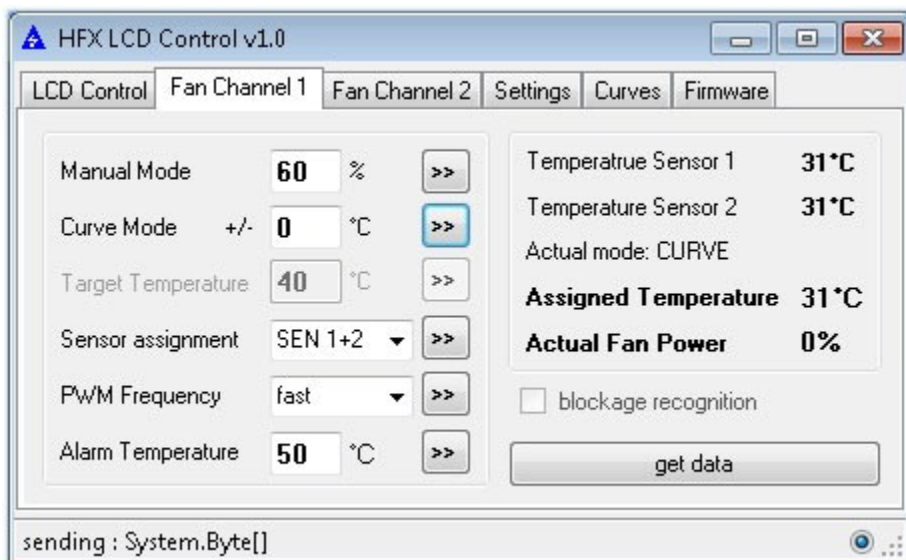 HFX LCD Control v1.0
LCD Control Fan Channel 1 Fan Channel 2 Settings Curves Firmware
Manual Mode 60 % >>
Curve Mode +/- 0 °C >>
Target Temperature 40 °C >>
Sensor assignment SEN 1+2 >>
PWM Frequency fast >>
Alarm Temperature 50 °C >>
Temperatrue Sensor 1 31°C
Temperature Sensor 2 31°C
Actual mode: CURVE
Assigned Temperature 31°C
Actual Fan Power 0%
blockage recognition
get data
sending : System.Byte[]